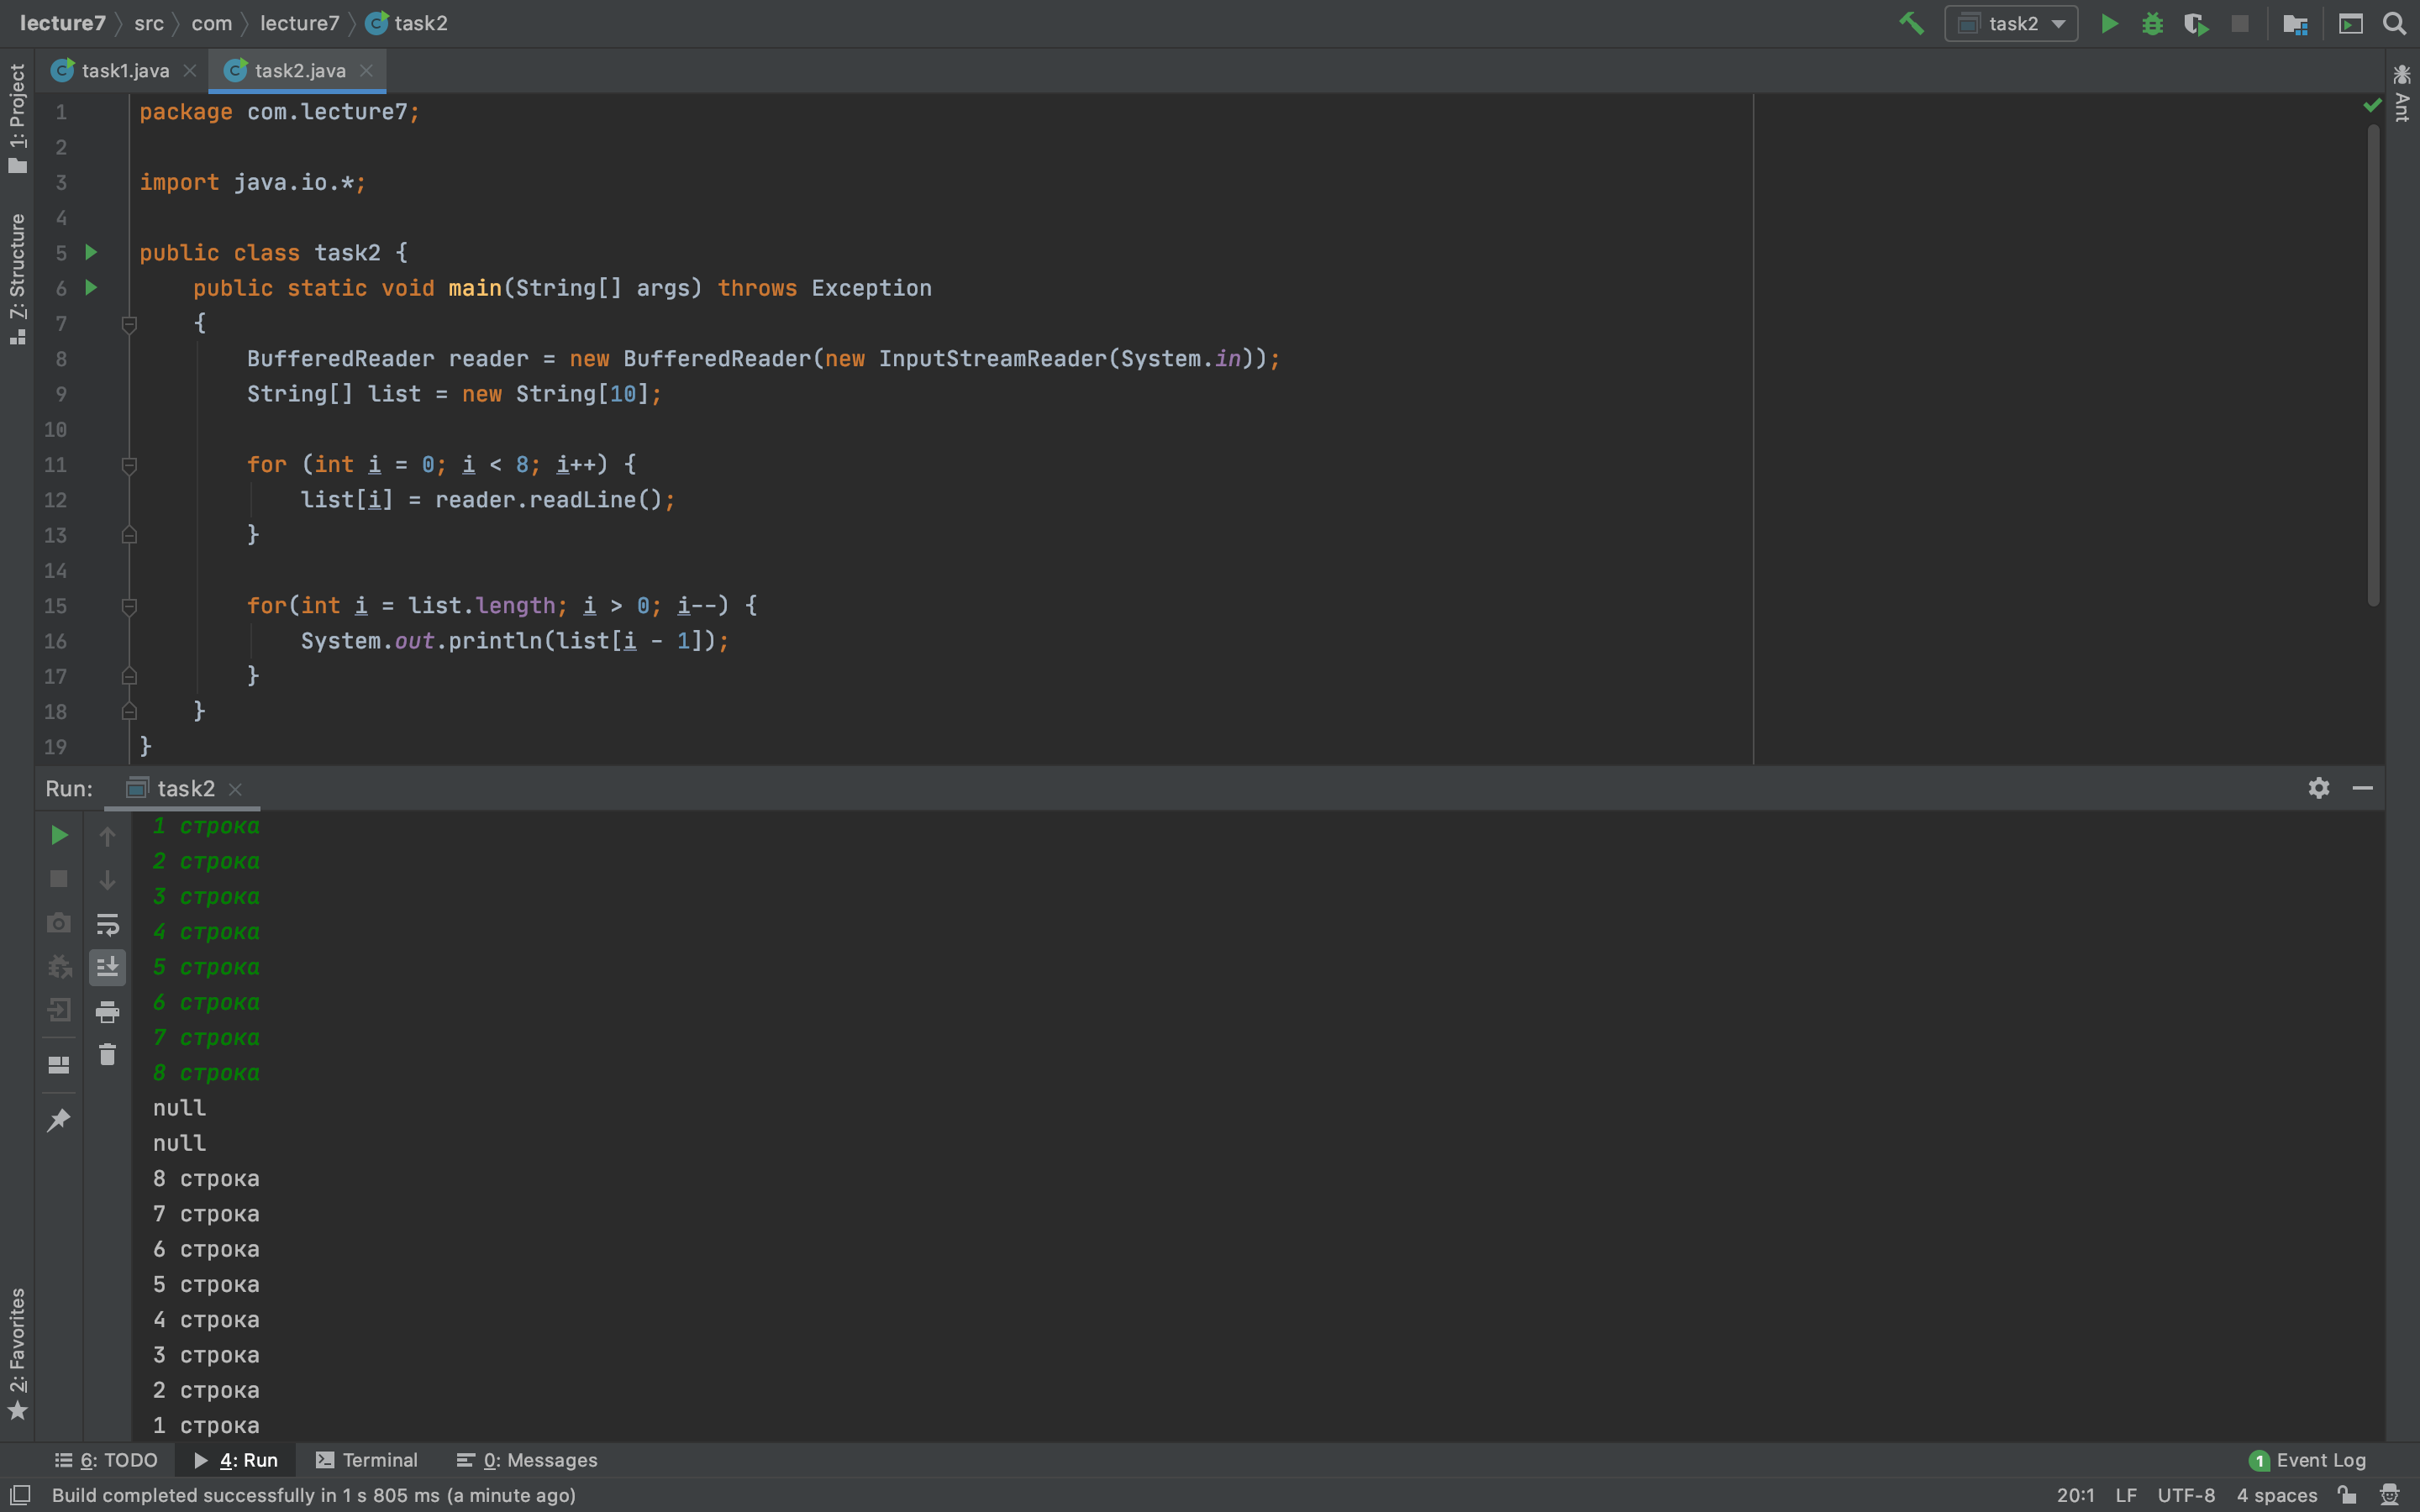 lecture7 src com lecture7 task2 task2
task1.java task2.java
1: Project
7: Structure
2: Favorites
Ant
1 package com.lecture7;
2
3 import java.io.*;
4
5 public class task2 {
6 public static void main(String[] args) throws Exception
7 {
8 BufferedReader reader = new BufferedReader(new InputStreamReader(System.in));
9 String[] list = new String[10];
10
11 for (int i = 0; i < 8; i++) {
12 list[i] = reader.readLine();
13 }
14
15 for(int i = list.length; i > 0; i--) {
16 System.out.println(list[i - 1]);
17 }
18 }
19 }
Run: task2
1 строка
2 строка
3 строка
4 строка
5 строка
6 строка
7 строка
8 строка
null
null
8 строка
7 строка
6 строка
5 строка
4 строка
3 строка
2 строка
1 строка
6: TODO 4: Run Terminal 0: Messages 1 Event Log
Build completed successfully in 1 s 805 ms (a minute ago) 20:1 LF UTF-8 4 spaces